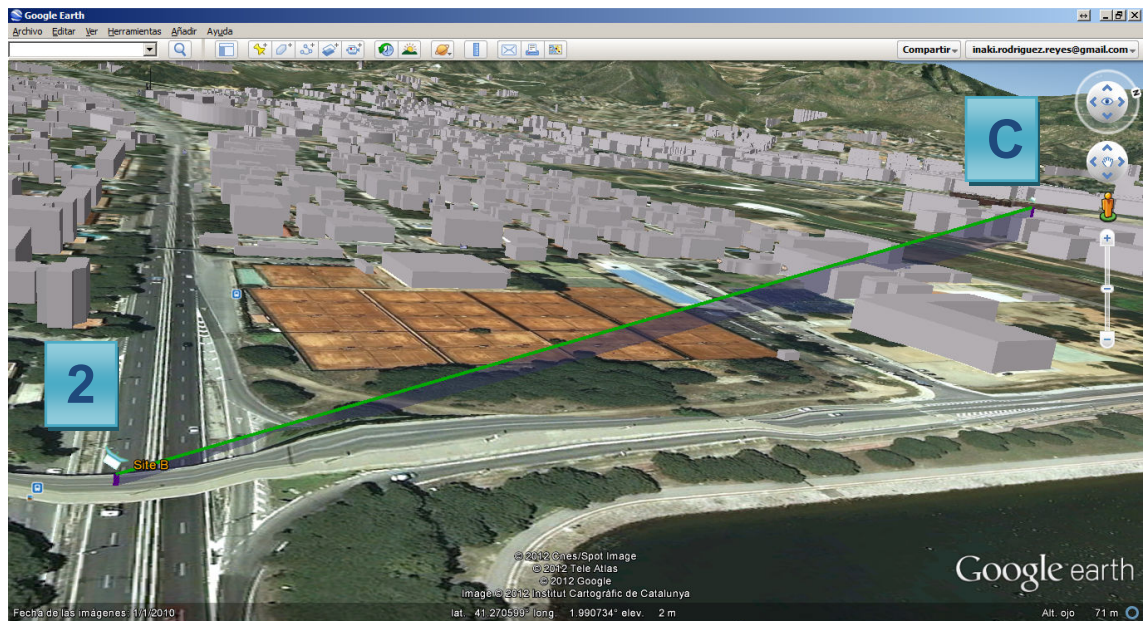 Google Earth
Archivo Editar Ver Herramientas Añadir Ayuda
Compartir inaki.rodriguez.reyes@gmail.com
C
2
Site B
© 2012 Cnes/Spot Image
© 2012 Tele Atlas
© 2012 Google
Image © 2012 Institut Cartogràfic de Catalunya
Google earth
Fecha de las imágenes: 1/1/2010 lat. 41.270599° long. 1.990734° elev. 2 m Alt. ojo 71 m